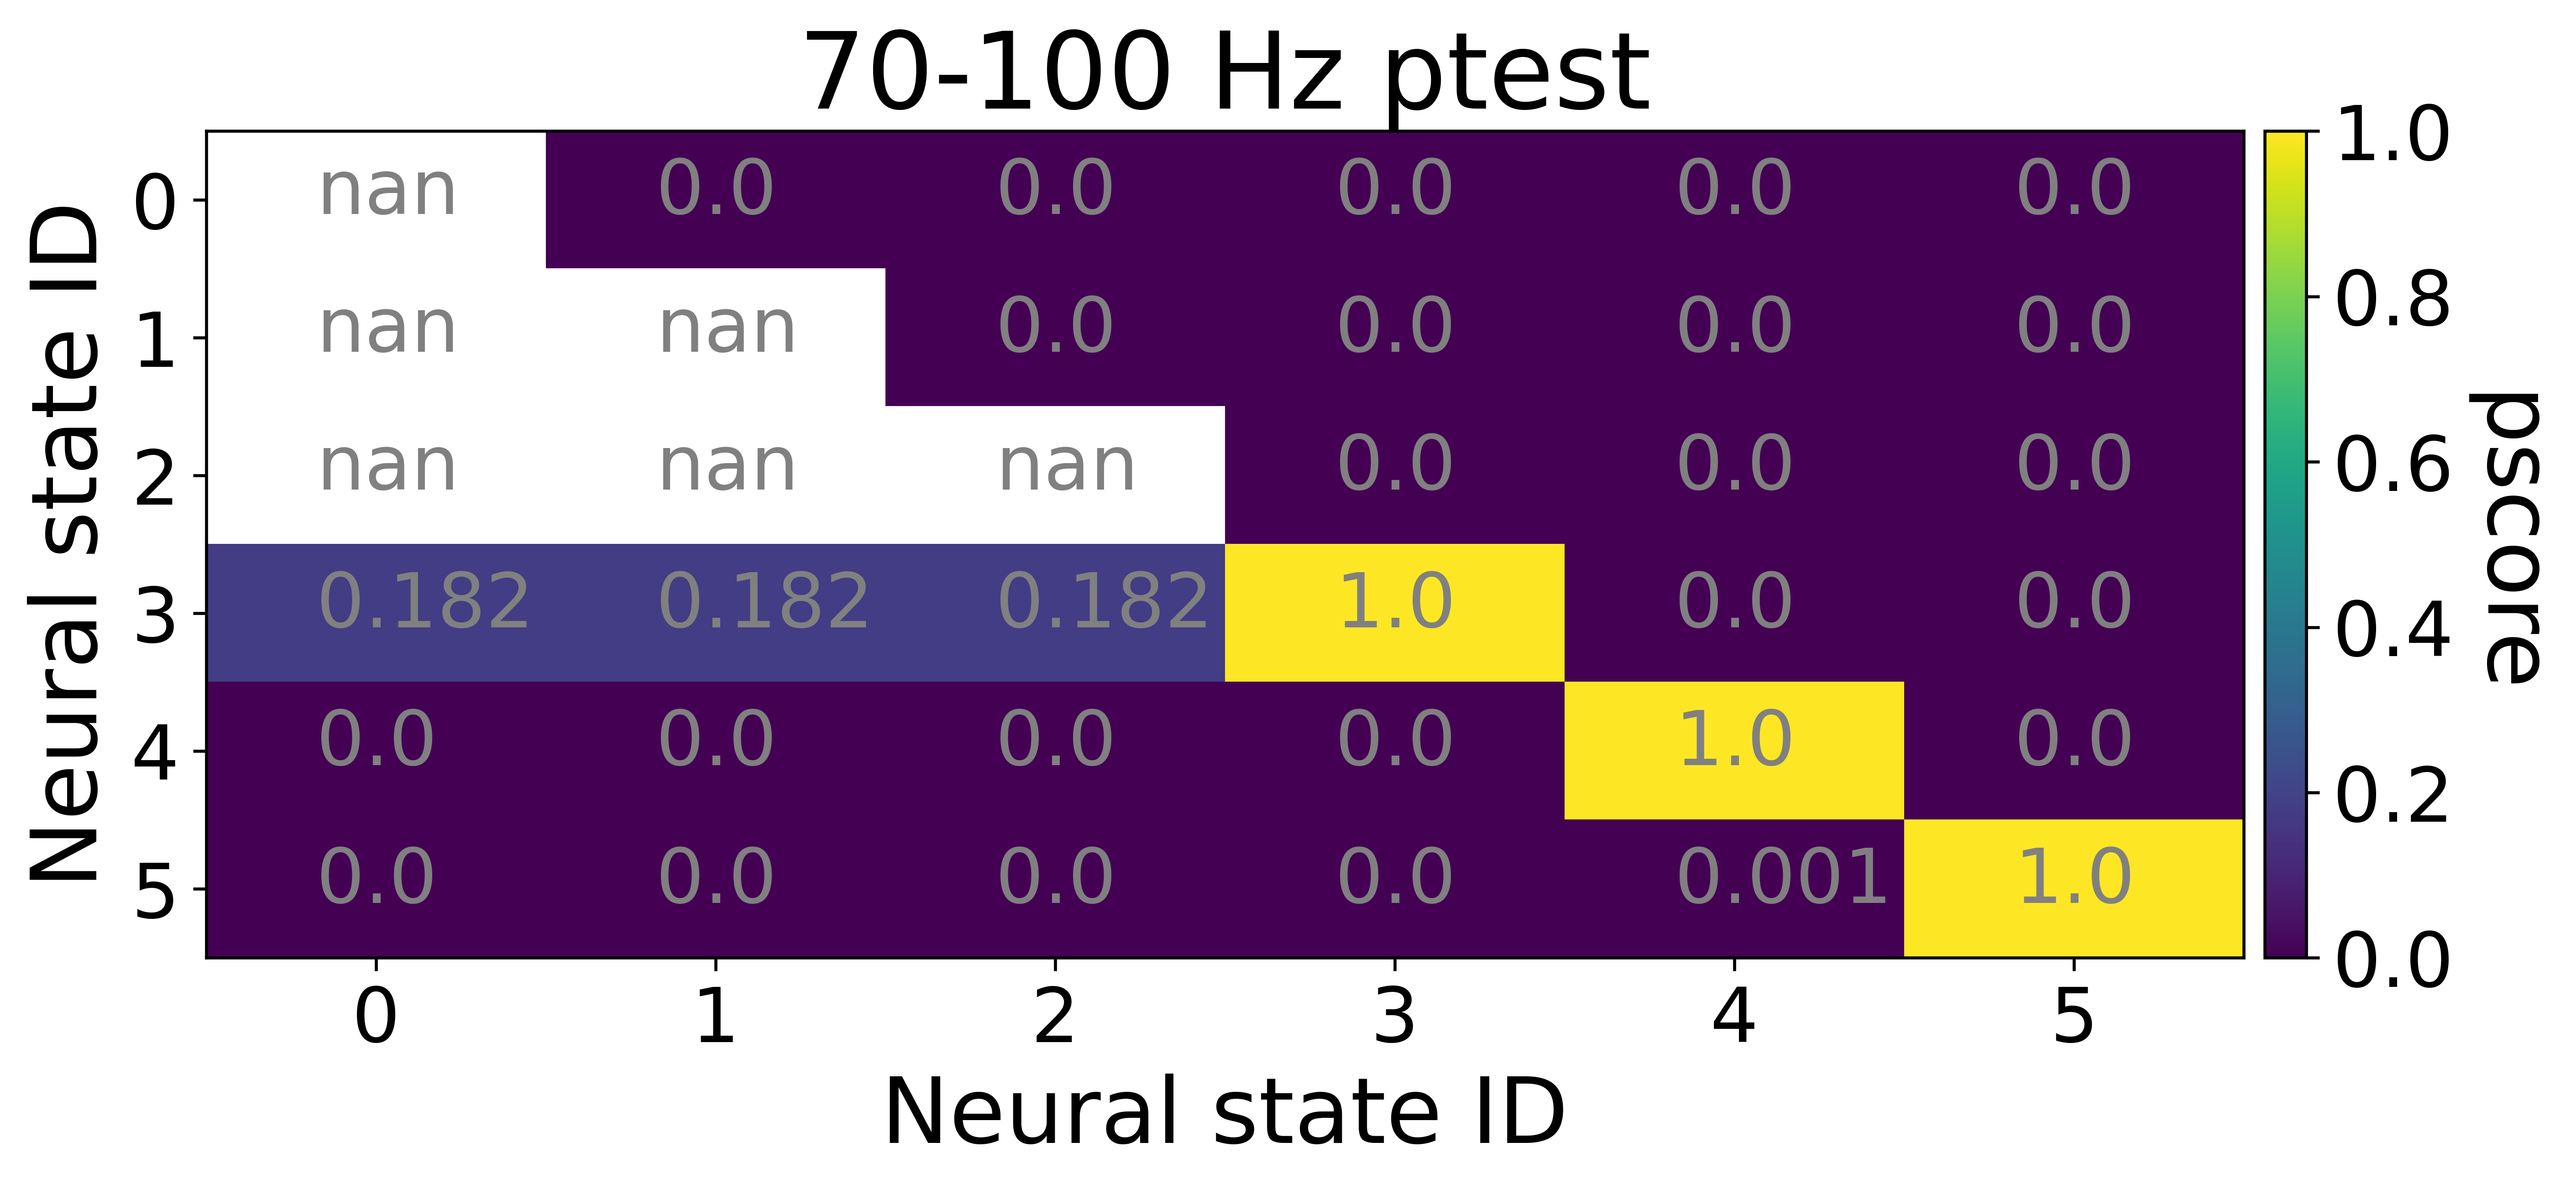 70-100 Hz ptest
Neural state ID
0 nan 0.0 0.0 0.0 0.0 0.0
1 nan nan 0.0 0.0 0.0 0.0
2 nan nan nan 0.0 0.0 0.0
3 0.182 0.182 0.182 1.0 0.0 0.0
4 0.0 0.0 0.0 0.0 1.0 0.0
5 0.0 0.0 0.0 0.0 0.001 1.0
0 1 2 3 4 5
Neural state ID
1.0
0.8
0.6
0.4
0.2
0.0
pscore